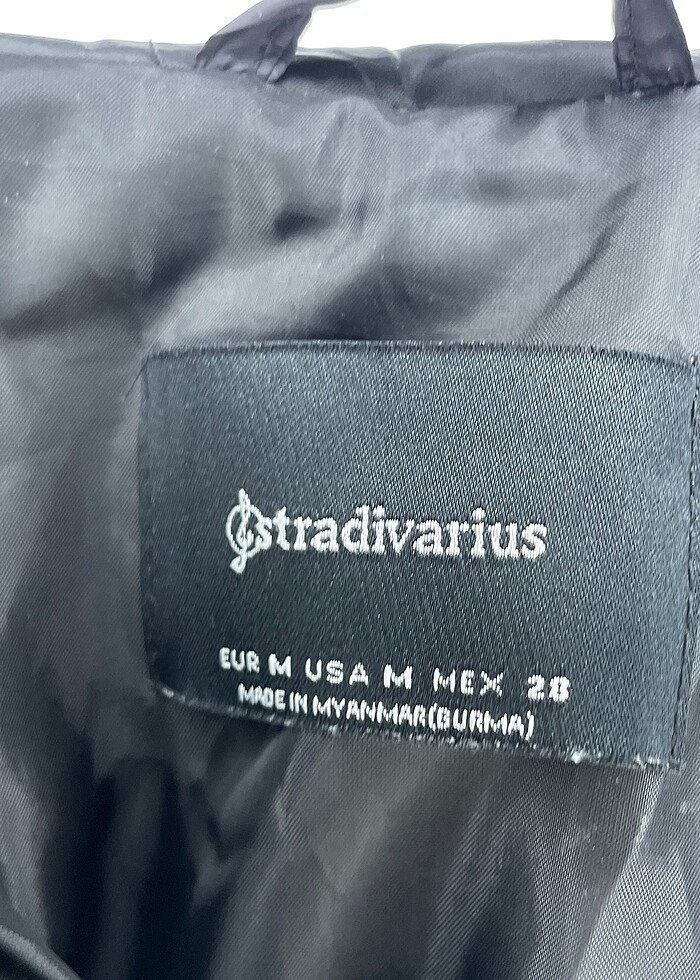 stradivarius
EUR M USA M MEX 28
MADE IN MYANMAR(BURMA)